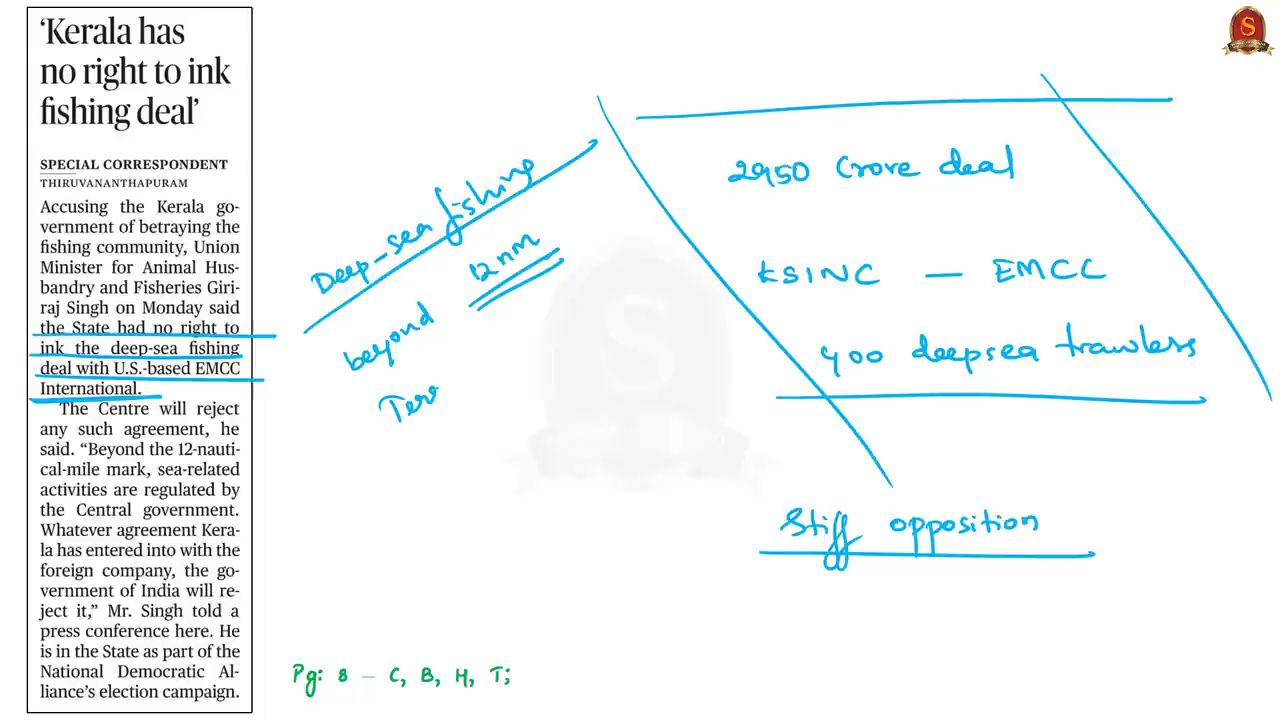 'Kerala has
no right to ink
fishing deal'
SPECIAL CORRESPONDENT
THIRUVANANTHAPURAM
Accusing the Kerala go-
vernment of betraying the
fishing community, Union
Minister for Animal Hus-
bandry and Fisheries Giri-
raj Singh on Monday said
the State had no right to
ink the deep-sea fishing
deal with U.S.-based EMCC
International.
The Centre will reject
any such agreement, he
said. “Beyond the 12-nauti-
cal-mile mark, sea-related
activities are regulated by
the Central government.
Whatever agreement Kera-
la has entered into with the
foreign company, the go-
vernment of India will re-
ject it,” Mr. Singh told a
press conference here. He
is in the State as part of the
National Democratic Al-
liance’s election campaign.
Deep-sea fishing
beyond 12nm
Terr
2950 Crore deal
KSINC — EMCC
400 deepsea trawlers
Stiff opposition
Pg: 8 – C, B, H, T;
S